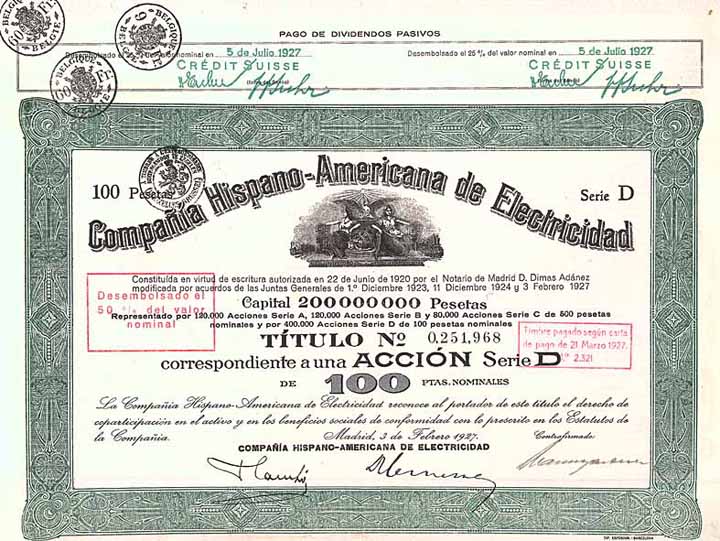 PAGO DE DIVIDENDOS PASIVOS
nominal en 5 de Julio 1927
Desembolsado el 25 % del valor nominal en 5 de Julio 1927
CRÉDIT SUISSE
CRÉDIT SUISSE
BELGIQUE
60 Fr.
BELGIE
100 Pesetas
Serie D
Compañía Hispano-Americana de Electricidad
Constituída en virtud de escritura autorizada en 22 de Junio de 1920 por el Notario de Madrid D. Dimas Adánez
modificada por acuerdos de las Juntas Generales de 1.º Diciembre 1923, 11 Diciembre 1924 y 3 Febrero 1927
Desembolsado el
50 % del valor
nominal
Capital 200000000 Pesetas
Representado por 120.000 Acciones Serie A, 120.000 Acciones Serie B y 80.000 Acciones Serie C de 500 pesetas
nominales y por 400.000 Acciones Serie D de 100 pesetas nominales
TÍTULO Nº 0.251,968
Timbre pagado según carta
de pago de 21 Marzo 1927.
nº 2.321
correspondiente a una ACCIÓN Serie D
DE 100 PTAS. NOMINALES
La Compañía Hispano-Americana de Electricidad reconoce al portador de este título el derecho de
coparticipación en el activo y en los beneficios sociales de conformidad con lo prescrito en los Estatutos de
la Compañía.
Madrid, 3 de Febrero 1927.
Contrafirmado:
COMPAÑÍA HISPANO-AMERICANA DE ELECTRICIDAD